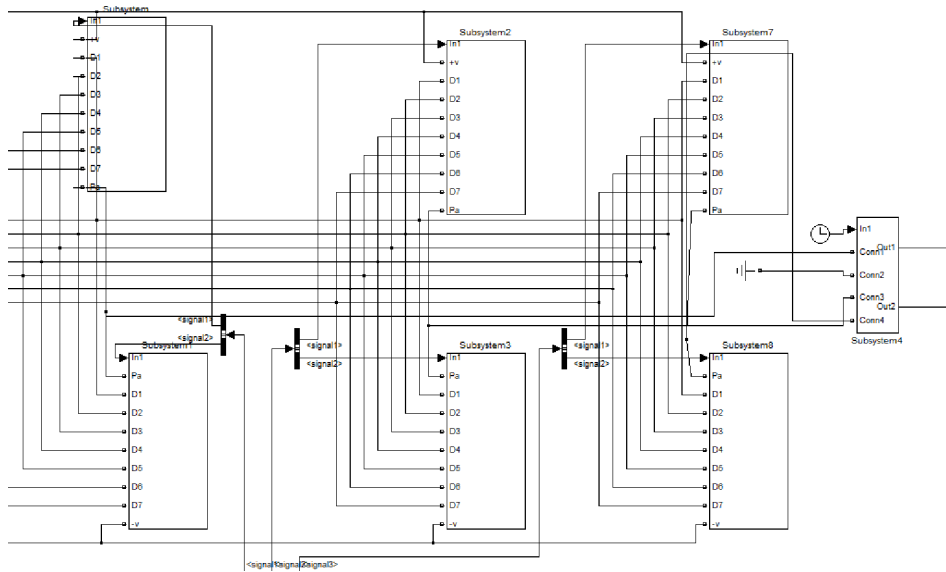 Subsystem
In1
+v
D1
D2
D3
D4
D5
D6
D7
Pa
Subsystem2
In1
+v
D1
D2
D3
D4
D5
D6
D7
Pa
Subsystem7
In1
+v
D1
D2
D3
D4
D5
D6
D7
Pa
In1
Conn1
Conn2
Conn3
Conn4
Out1
Out2
Subsystem4
<signal1>
<signal2>
<signal1>
<signal2>
<signal1>
<signal2>
Subsystem1
In1
Pa
D1
D2
D3
D4
D5
D6
D7
-v
Subsystem3
In1
Pa
D1
D2
D3
D4
D5
D6
D7
-v
Subsystem8
In1
Pa
D1
D2
D3
D4
D5
D6
D7
-v
<signal1>
<signal2>
<signal3>